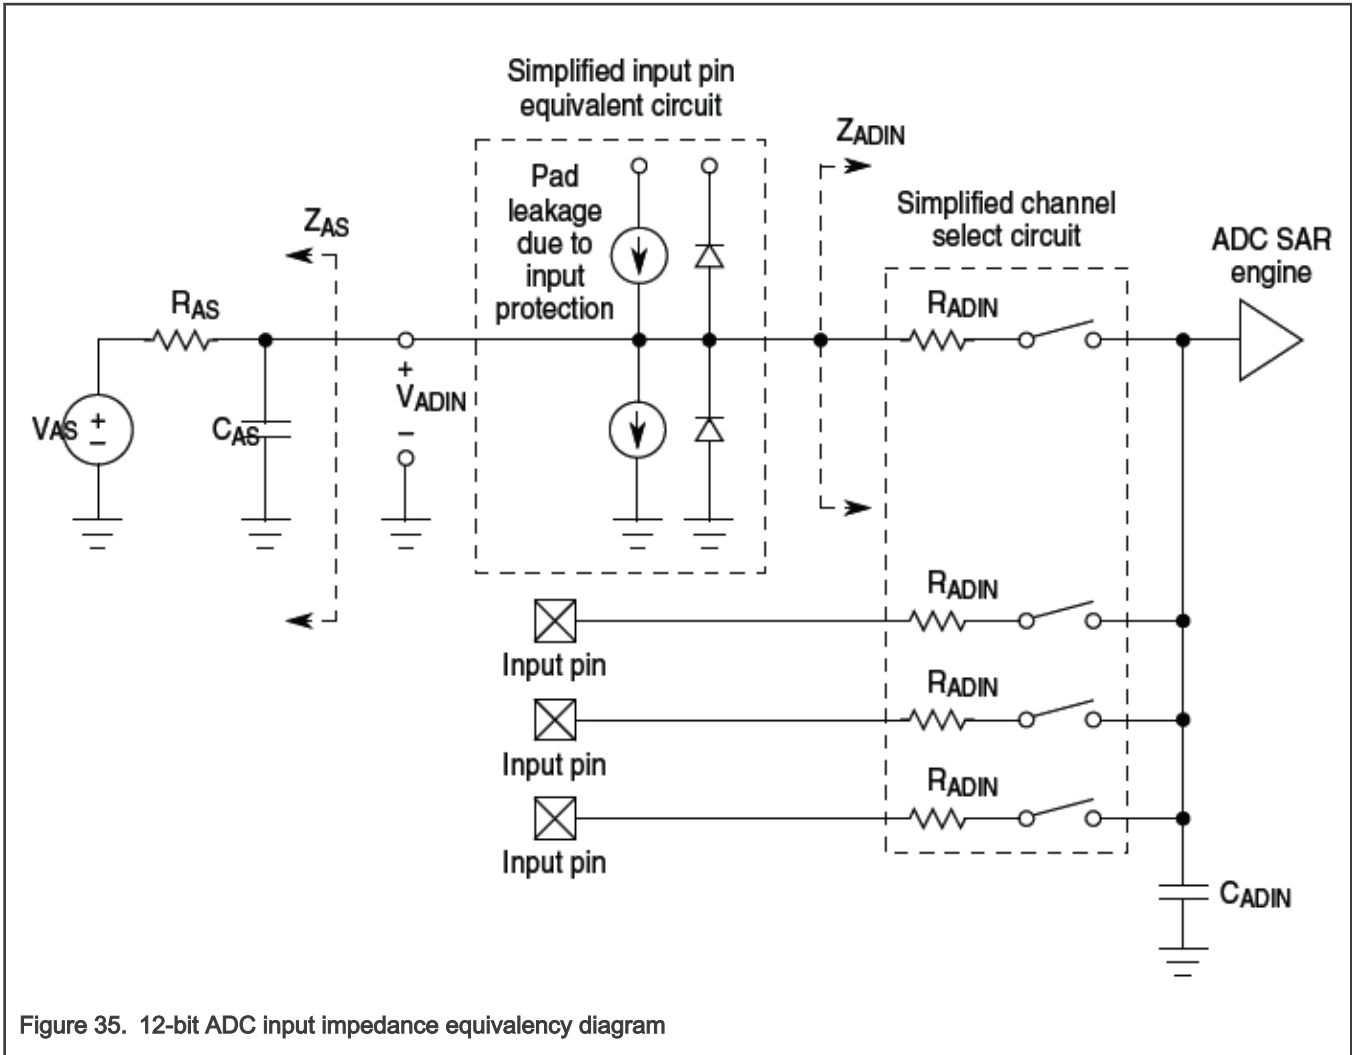 Simplified input pin
equivalent circuit
ZADIN
Pad
leakage
due to
input
protection
Simplified channel
select circuit
ZAS
ADC SAR
engine
RAS
RADIN
+
VADIN
−
VAS
+
−
CAS
RADIN
Input pin
RADIN
Input pin
RADIN
Input pin
CADIN
Figure 35. 12-bit ADC input impedance equivalency diagram